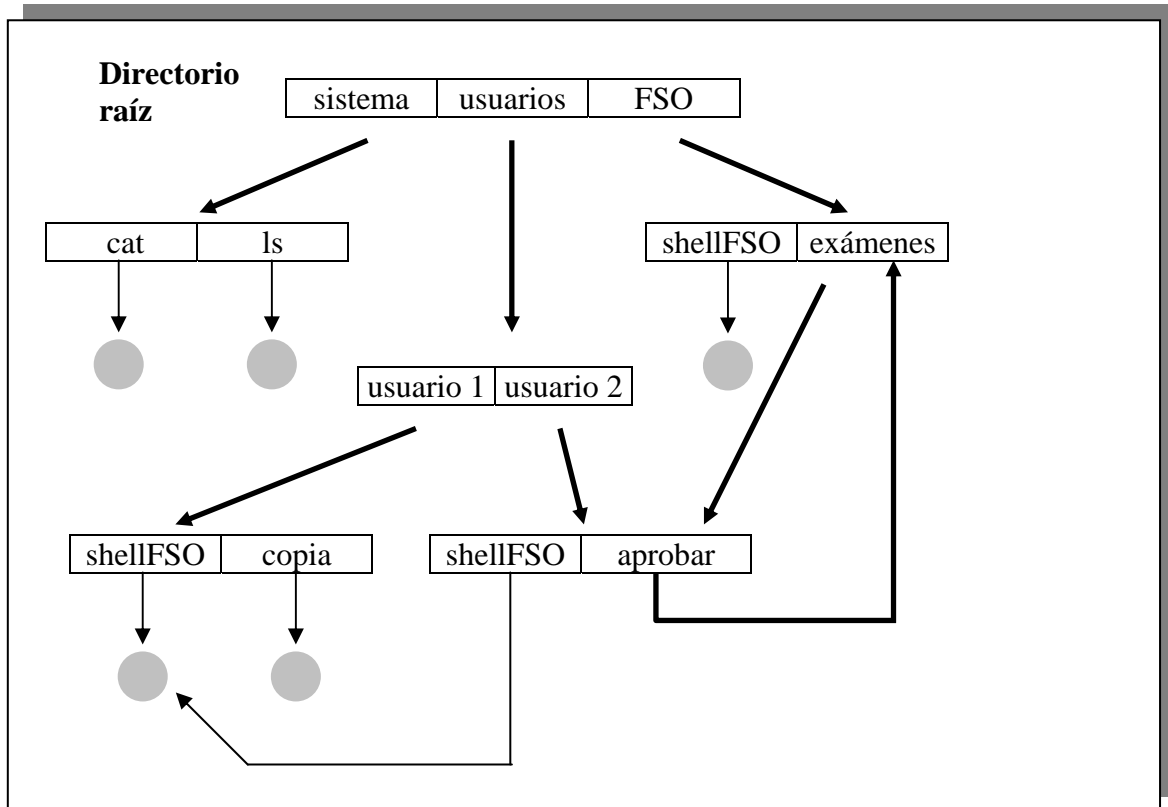 Directorio
raíz
sistema usuarios FSO
cat ls
shellFSO exámenes
usuario 1 usuario 2
shellFSO copia
shellFSO aprobar